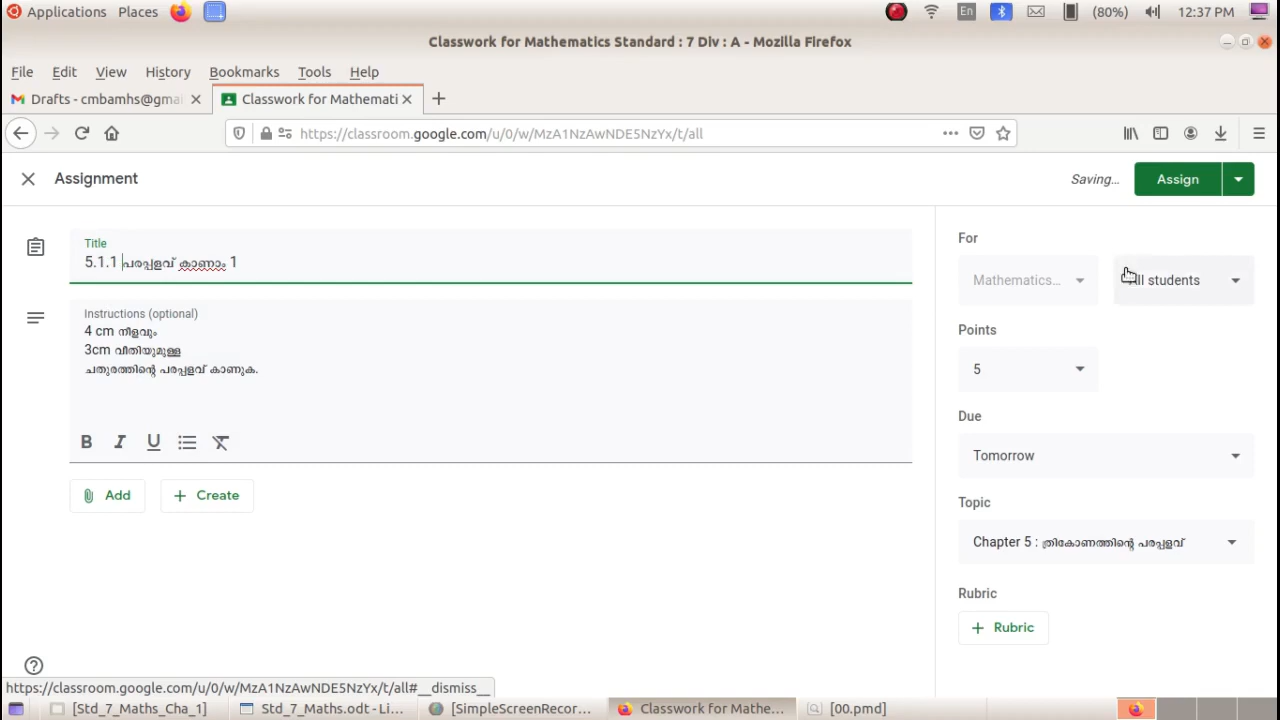 Applications Places En (80%) 12:37 PM
Classwork for Mathematics Standard : 7 Div : A - Mozilla Firefox
File Edit View History Bookmarks Tools Help
Drafts - cmbamhs@gmai Classwork for Mathemati
https://classroom.google.com/u/0/w/MzA1NzAwNDE5NzYx/t/all
Assignment Saving... Assign
Title
5.1.1 പരപ്പളവ് കാണാം 1
Instructions (optional)
4 cm നീളവും
3cm വീതിയുമുള്ള
ചതുരത്തിന്റെ പരപ്പളവ് കാണുക.
B I U
Add Create
For
Mathematics... All students
Points
5
Due
Tomorrow
Topic
Chapter 5 : ത്രികോണത്തിന്റെ പരപ്പളവ്
Rubric
Rubric
https://classroom.google.com/u/0/w/MzA1NzAwNDE5NzYx/t/all#__dismiss__
[Std_7_Maths_Cha_1] Std_7_Maths.odt - Li... [SimpleScreenRecor... Classwork for Mathe... [00.pmd]